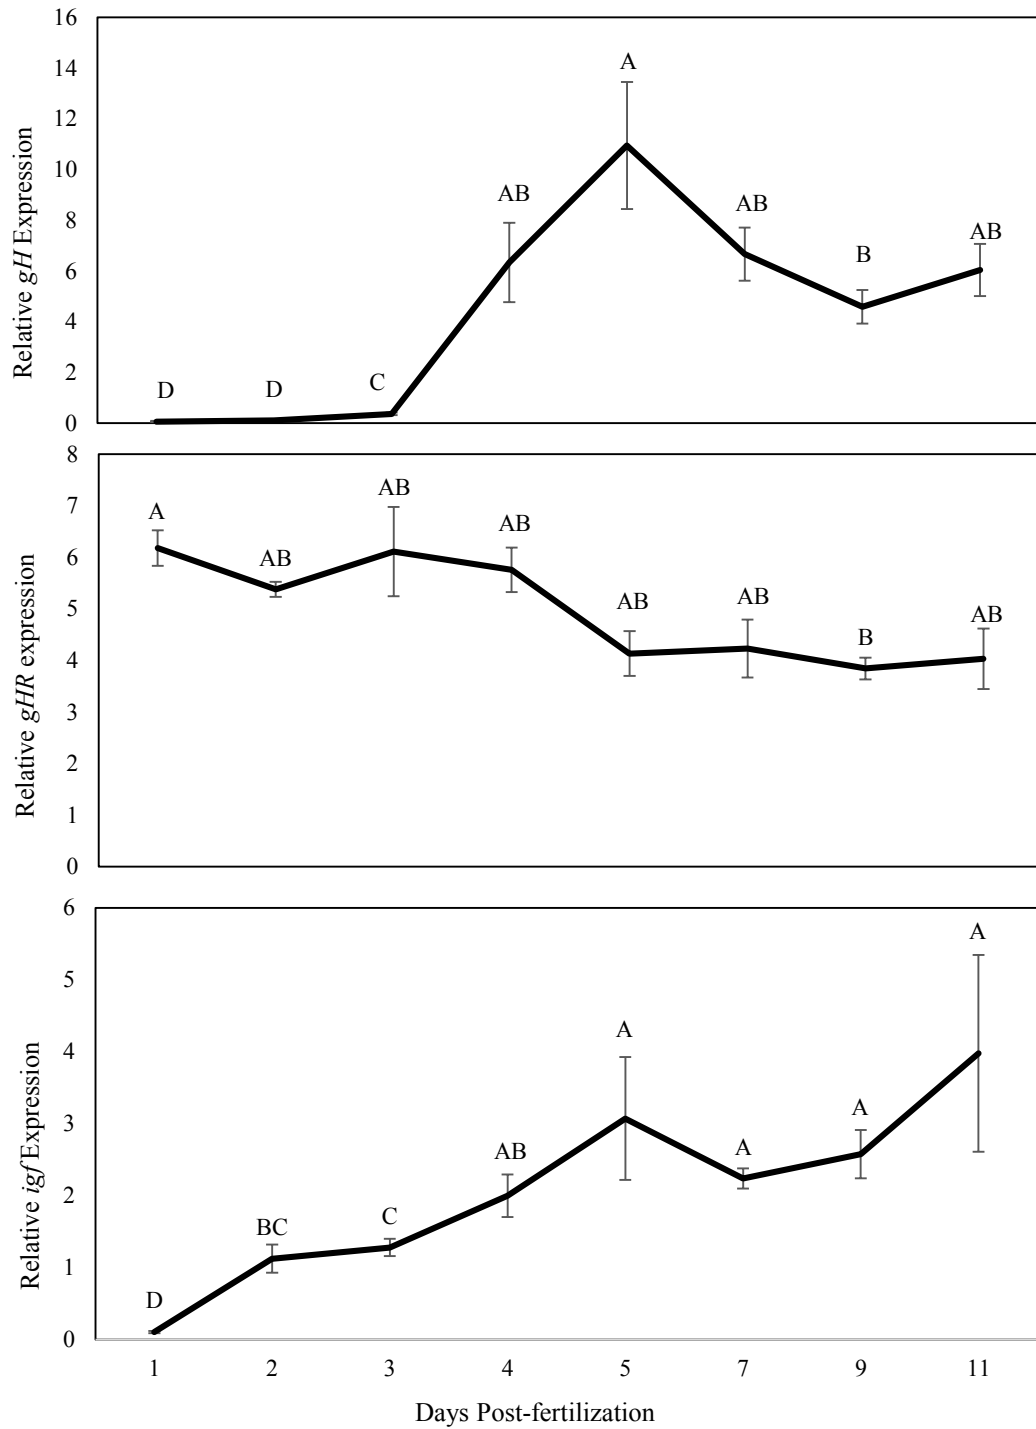 16
14
12
10
8
6
4
2
0
Relative gH Expression
D
D
C
AB
A
AB
B
AB
8
7
6
5
4
3
2
1
0
Relative gHR expression
A
AB
AB
AB
AB
AB
B
AB
6
5
4
3
2
1
0
Relative igf Expression
D
BC
C
AB
A
A
A
A
1 2 3 4 5 7 9 11
Days Post-fertilization